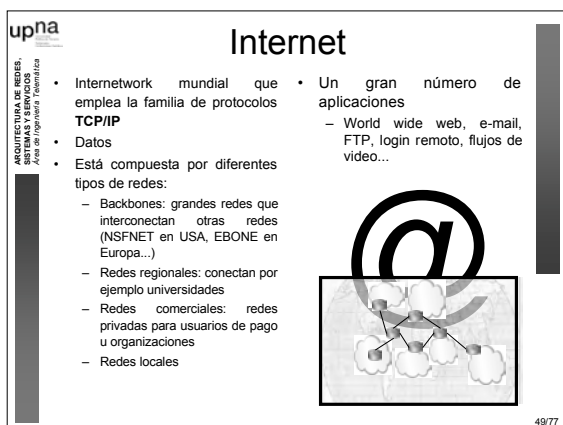 upna
Internet
ARQUITECTURA DE REDES,
SISTEMAS Y SERVICIOS
Área de Ingeniería Telemática
• Internetwork mundial que
emplea la familia de protocolos
TCP/IP
• Datos
• Está compuesta por diferentes
tipos de redes:
– Backbones: grandes redes que
interconectan otras redes
(NSFNET en USA, EBONE en
Europa...)
– Redes regionales: conectan por
ejemplo universidades
– Redes comerciales: redes
privadas para usuarios de pago
u organizaciones
– Redes locales
• Un gran número de
aplicaciones
– World wide web, e-mail,
FTP, login remoto, flujos de
video...
@
49/77